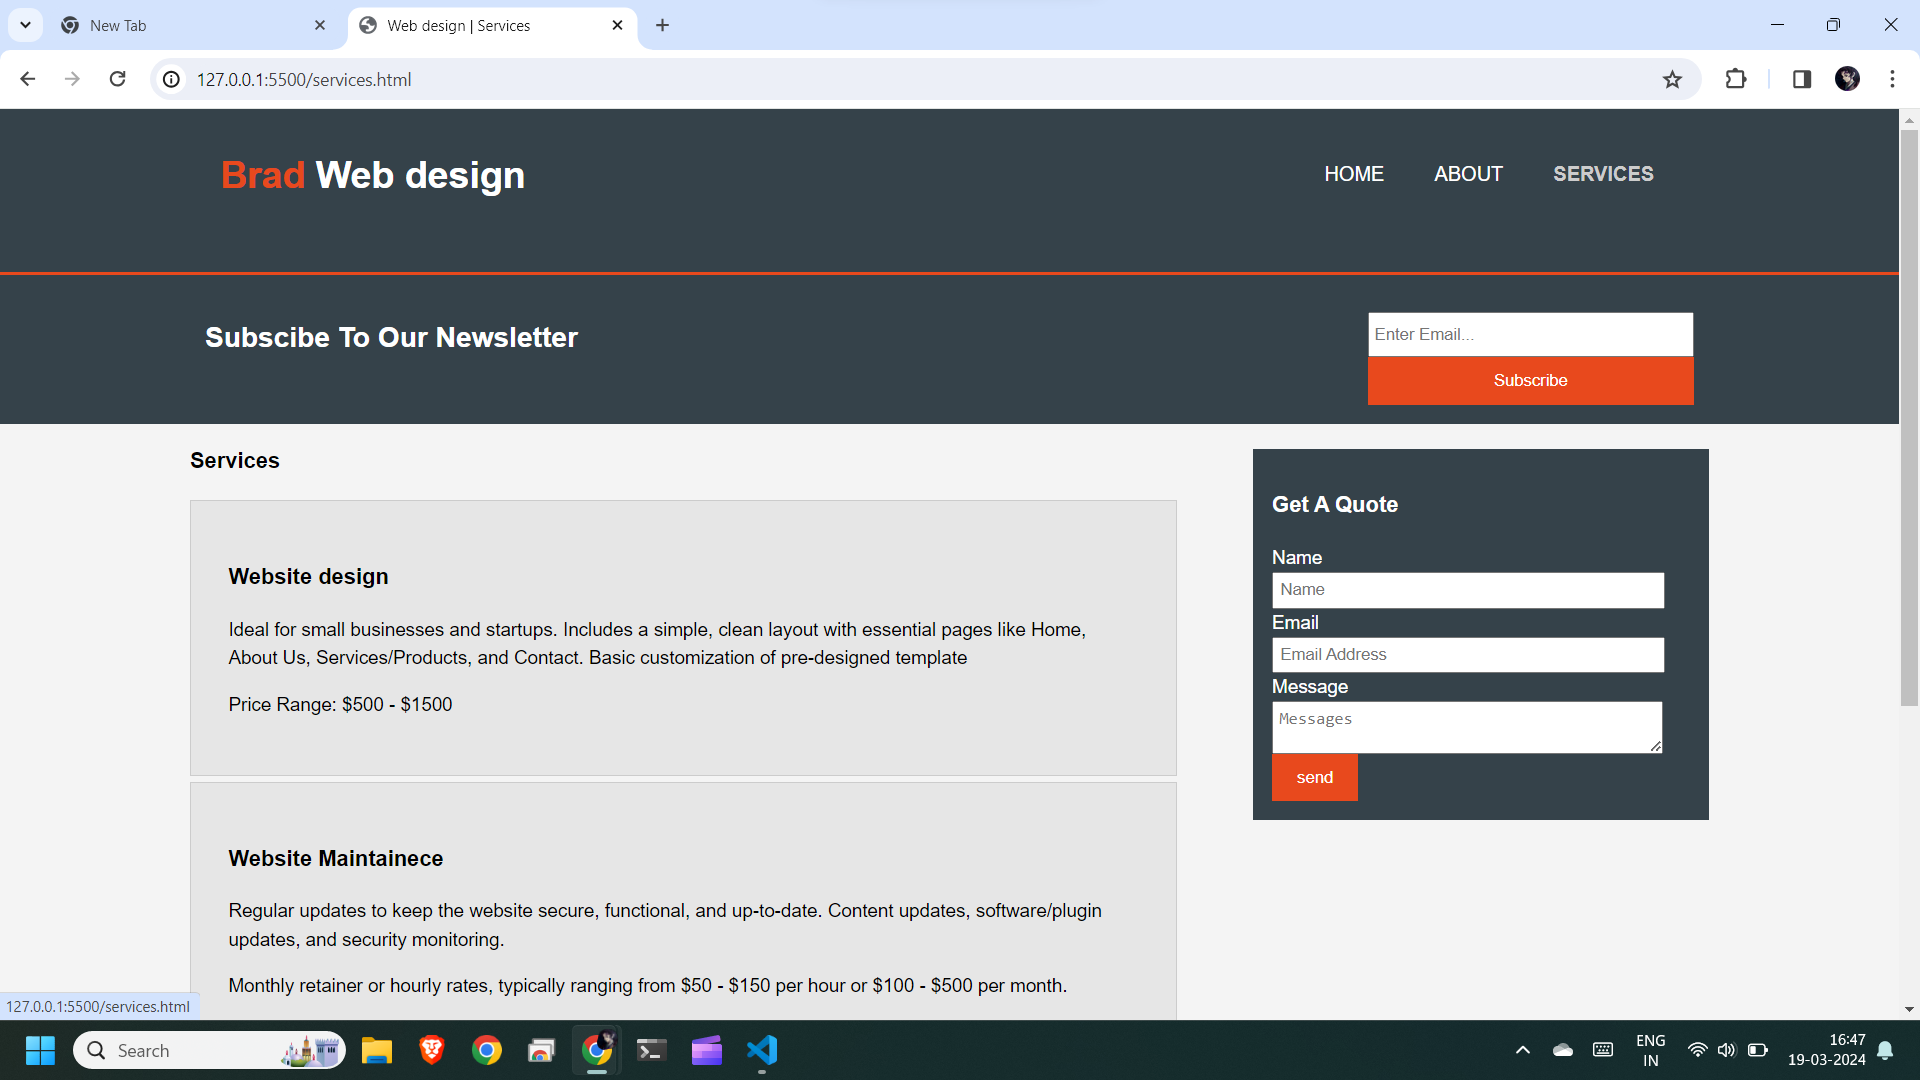 New Tab
Web design | Services
127.0.0.1:5500/services.html
Brad Web design
HOME ABOUT SERVICES
Subscibe To Our Newsletter
Enter Email...
Subscribe
Services
Website design
Ideal for small businesses and startups. Includes a simple, clean layout with essential pages like Home,
About Us, Services/Products, and Contact. Basic customization of pre-designed template
Price Range: $500 - $1500
Website Maintainece
Regular updates to keep the website secure, functional, and up-to-date. Content updates, software/plugin
updates, and security monitoring.
Monthly retainer or hourly rates, typically ranging from $50 - $150 per hour or $100 - $500 per month.
Get A Quote
Name
Name
Email
Email Address
Message
Messages
send
127.0.0.1:5500/services.html
Search
ENG
IN
16:47
19-03-2024